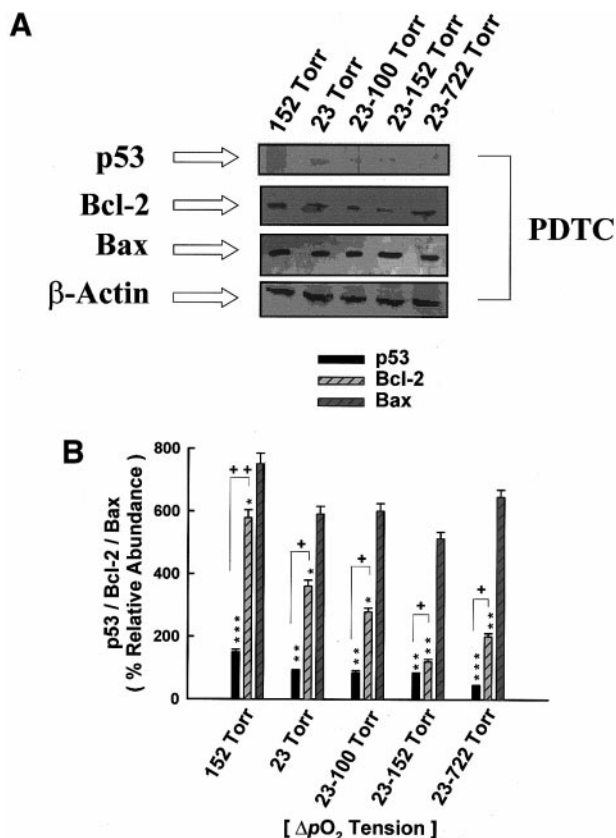 A
152 Torr
23 Torr
23-100 Torr
23-152 Torr
23-722 Torr
p53
Bcl-2
Bax
β-Actin
PDTC
p53
Bcl-2
Bax
B
p53 / Bcl-2 / Bax
( % Relative Abundance )
800
600
400
200
0
+ +
*
***
+
*
**
+
*
**
+
**
**
+
**
***
152 Torr
23 Torr
23-100 Torr
23-152 Torr
23-722 Torr
[ ΔpO₂ Tension ]